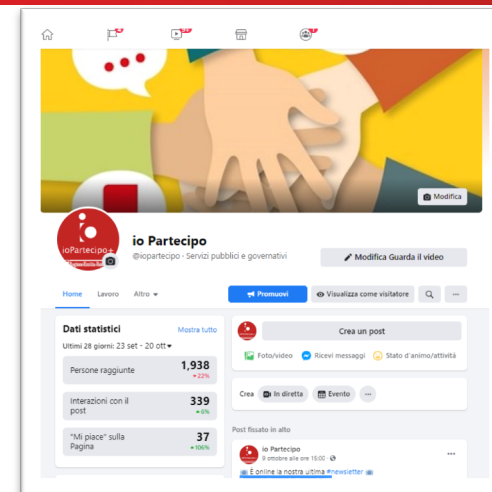 Modifica
ioPartecipo+
io Partecipo
@iopartecipo · Servizi pubblici e governativi
Modifica Guarda il video
Home Lavoro Altro
Promuovi
Visualizza come visitatore
Dati statistici
Mostra tutto
Ultimi 28 giorni: 23 set - 20 ott
Persone raggiunte
1,938
22%
Interazioni con il post
339
6%
"Mi piace" sulla Pagina
37
106%
Crea un post
Foto/video Ricevi messaggi Stato d'animo/attività
Crea In diretta Evento
Post fissato in alto
io Partecipo
9 ottobre alle ore 15:00
È online la nostra ultima #newsletter